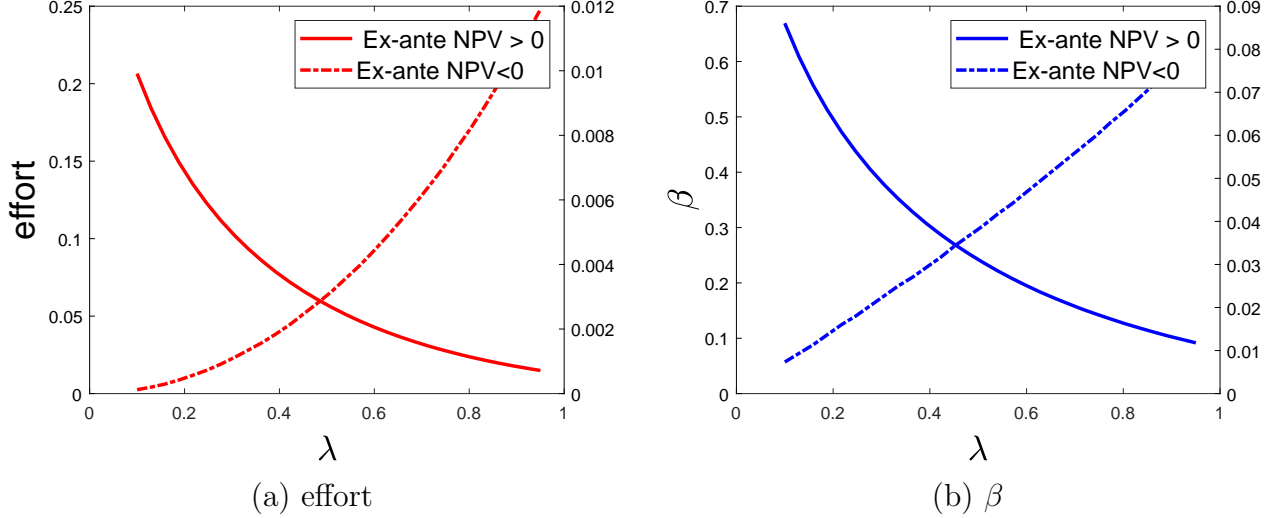 0.25
0.2
0.15
0.1
0.05
0
effort
0.012
0.01
0.008
0.006
0.004
0.002
0
Ex-ante NPV > 0
Ex-ante NPV<0
0 0.2 0.4 0.6 0.8 1
λ
(a) effort
0.7
0.6
0.5
0.4
0.3
0.2
0.1
0
β
0.09
0.08
0.07
0.06
0.05
0.04
0.03
0.02
0.01
0
Ex-ante NPV > 0
Ex-ante NPV<0
0 0.2 0.4 0.6 0.8 1
λ
(b) β